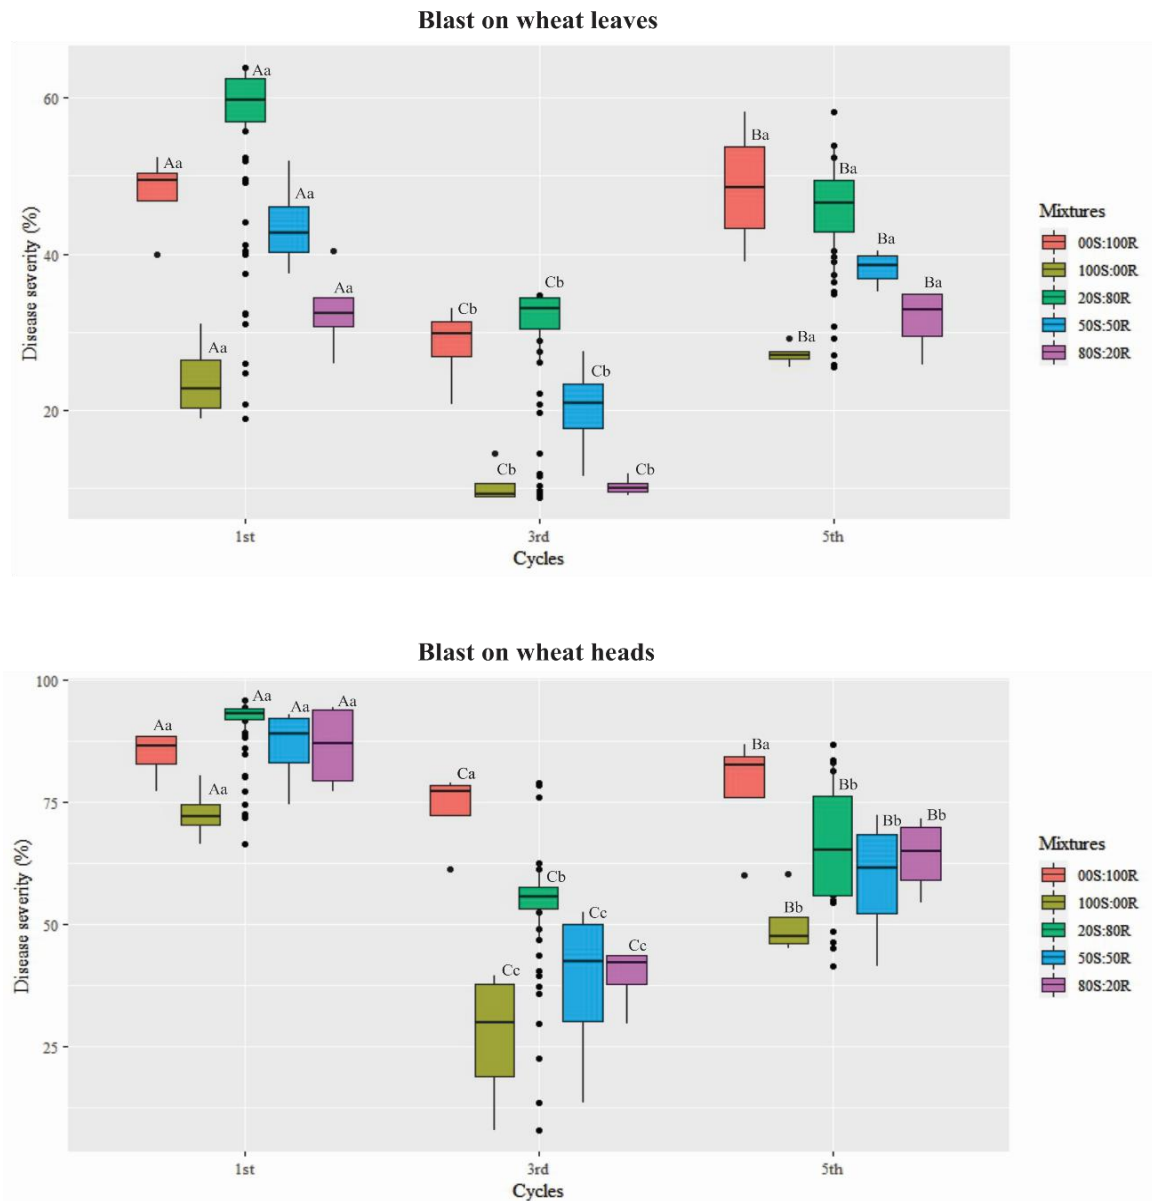 Blast on wheat leaves
Disease severity (%)
60
40
20
Aa
Aa
Aa
Aa
Aa
Cb
Cb
Cb
Cb
Cb
Ba
Ba
Ba
Ba
Ba
1st
3rd
5th
Cycles
Mixtures
00S:100R
100S:00R
20S:80R
50S:50R
80S:20R
Blast on wheat heads
Disease severity (%)
100
75
50
25
Aa
Aa
Aa
Aa
Aa
Ca
Cc
Cb
Cc
Cc
Ba
Bb
Bb
Bb
Bb
1st
3rd
5th
Cycles
Mixtures
00S:100R
100S:00R
20S:80R
50S:50R
80S:20R